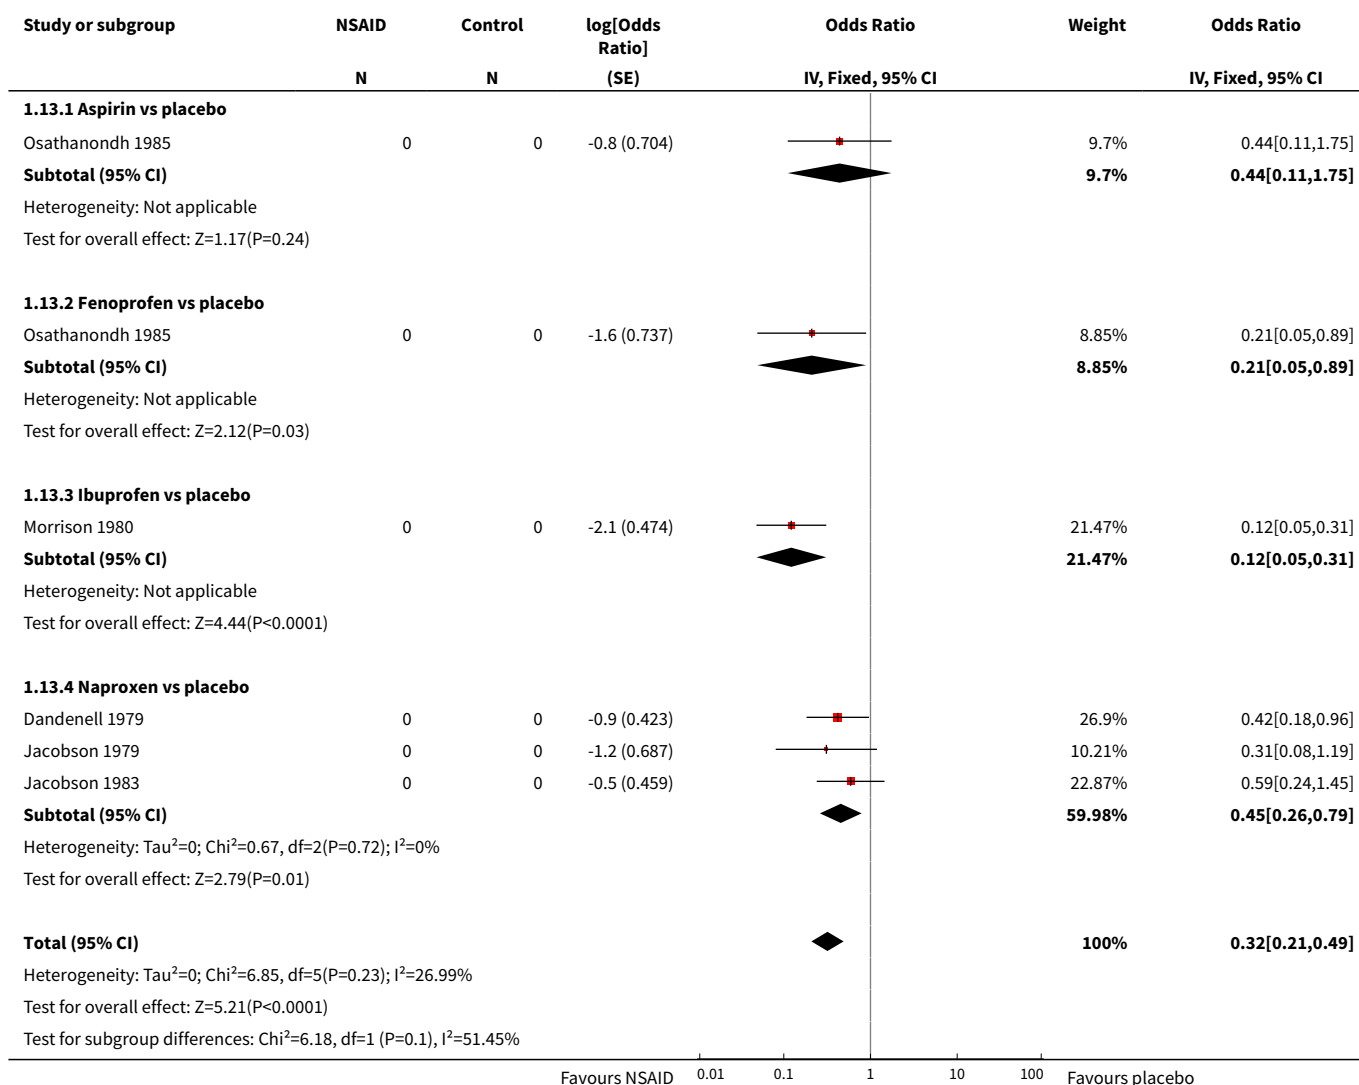 Study or subgroup NSAID Control log[Odds Ratio] Odds Ratio Weight Odds Ratio
N N (SE) IV, Fixed, 95% CI IV, Fixed, 95% CI
1.13.1 Aspirin vs placebo
Osathanondh 1985 0 0 -0.8 (0.704) 9.7% 0.44[0.11,1.75]
Subtotal (95% CI) 9.7% 0.44[0.11,1.75]
Heterogeneity: Not applicable
Test for overall effect: Z=1.17(P=0.24)
1.13.2 Fenoprofen vs placebo
Osathanondh 1985 0 0 -1.6 (0.737) 8.85% 0.21[0.05,0.89]
Subtotal (95% CI) 8.85% 0.21[0.05,0.89]
Heterogeneity: Not applicable
Test for overall effect: Z=2.12(P=0.03)
1.13.3 Ibuprofen vs placebo
Morrison 1980 0 0 -2.1 (0.474) 21.47% 0.12[0.05,0.31]
Subtotal (95% CI) 21.47% 0.12[0.05,0.31]
Heterogeneity: Not applicable
Test for overall effect: Z=4.44(P<0.0001)
1.13.4 Naproxen vs placebo
Dandenell 1979 0 0 -0.9 (0.423) 26.9% 0.42[0.18,0.96]
Jacobson 1979 0 0 -1.2 (0.687) 10.21% 0.31[0.08,1.19]
Jacobson 1983 0 0 -0.5 (0.459) 22.87% 0.59[0.24,1.45]
Subtotal (95% CI) 59.98% 0.45[0.26,0.79]
Heterogeneity: Tau²=0; Chi²=0.67, df=2(P=0.72); I²=0%
Test for overall effect: Z=2.79(P=0.01)
Total (95% CI) 100% 0.32[0.21,0.49]
Heterogeneity: Tau²=0; Chi²=6.85, df=5(P=0.23); I²=26.99%
Test for overall effect: Z=5.21(P<0.0001)
Test for subgroup differences: Chi²=6.18, df=1 (P=0.1), I²=51.45%
Favours NSAID 0.01 0.1 1 10 100 Favours placebo